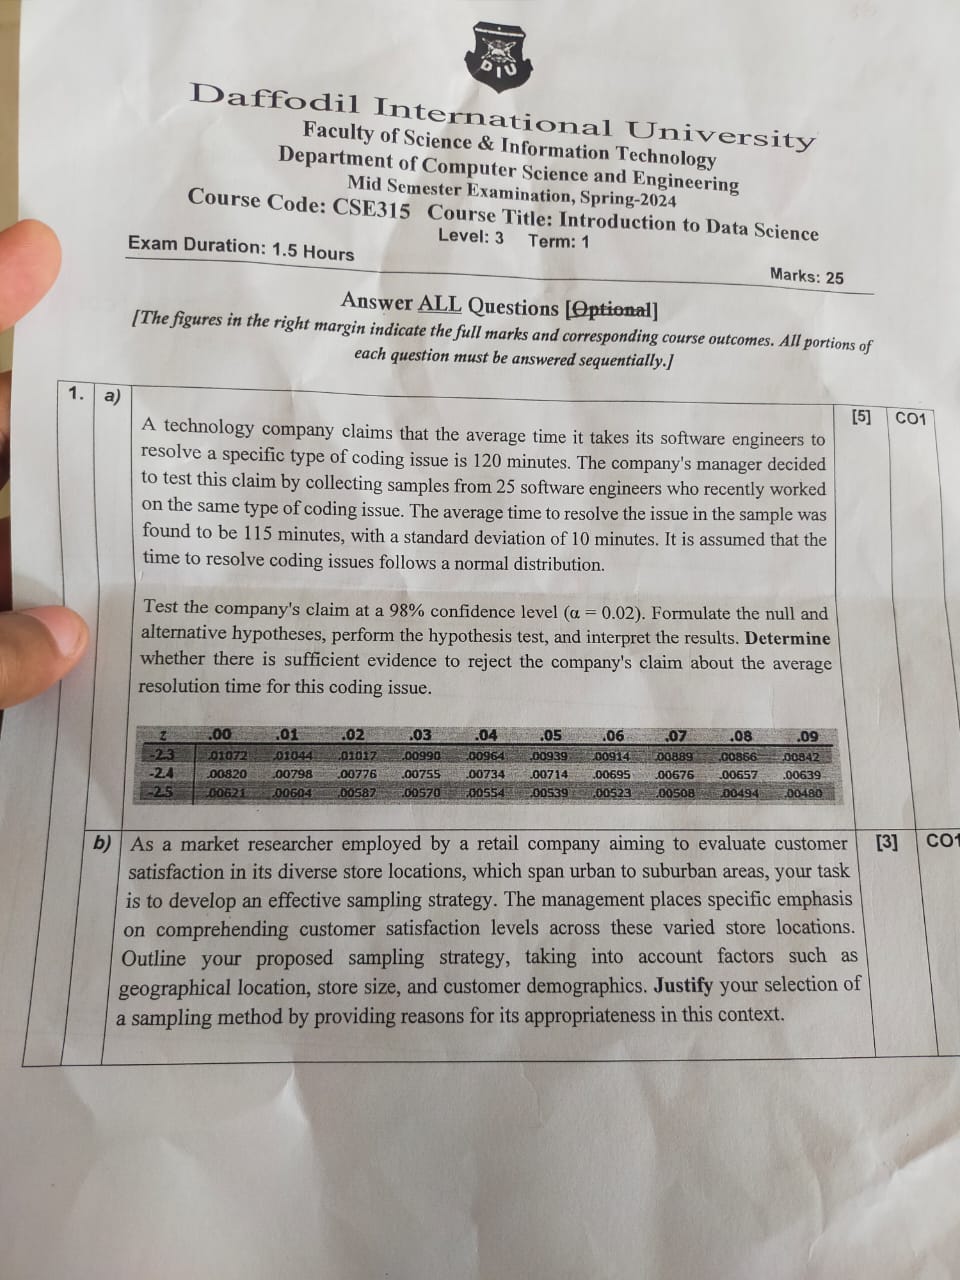 DIU
Daffodil International University
Faculty of Science & Information Technology
Department of Computer Science and Engineering
Mid Semester Examination, Spring-2024
Course Code: CSE315 Course Title: Introduction to Data Science
Level: 3 Term: 1
Exam Duration: 1.5 Hours
Marks: 25
Answer ALL Questions [Optional]
[The figures in the right margin indicate the full marks and corresponding course outcomes. All portions of
each question must be answered sequentially.]
1. a) [5] CO1
A technology company claims that the average time it takes its software engineers to
resolve a specific type of coding issue is 120 minutes. The company's manager decided
to test this claim by collecting samples from 25 software engineers who recently worked
on the same type of coding issue. The average time to resolve the issue in the sample was
found to be 115 minutes, with a standard deviation of 10 minutes. It is assumed that the
time to resolve coding issues follows a normal distribution.
Test the company's claim at a 98% confidence level (α = 0.02). Formulate the null and
alternative hypotheses, perform the hypothesis test, and interpret the results. Determine
whether there is sufficient evidence to reject the company's claim about the average
resolution time for this coding issue.
z .00 .01 .02 .03 .04 .05 .06 .07 .08 .09
-2.3 .01072 .01044 .01017 .00990 .00964 .00939 .00914 .00889 .00866 .00842
-2.4 .00820 .00798 .00776 .00755 .00734 .00714 .00695 .00676 .00657 .00639
-2.5 .00621 .00604 .00587 .00570 .00554 .00539 .00523 .00508 .00494 .00480
b) As a market researcher employed by a retail company aiming to evaluate customer [3] CO1
satisfaction in its diverse store locations, which span urban to suburban areas, your task
is to develop an effective sampling strategy. The management places specific emphasis
on comprehending customer satisfaction levels across these varied store locations.
Outline your proposed sampling strategy, taking into account factors such as
geographical location, store size, and customer demographics. Justify your selection of
a sampling method by providing reasons for its appropriateness in this context.